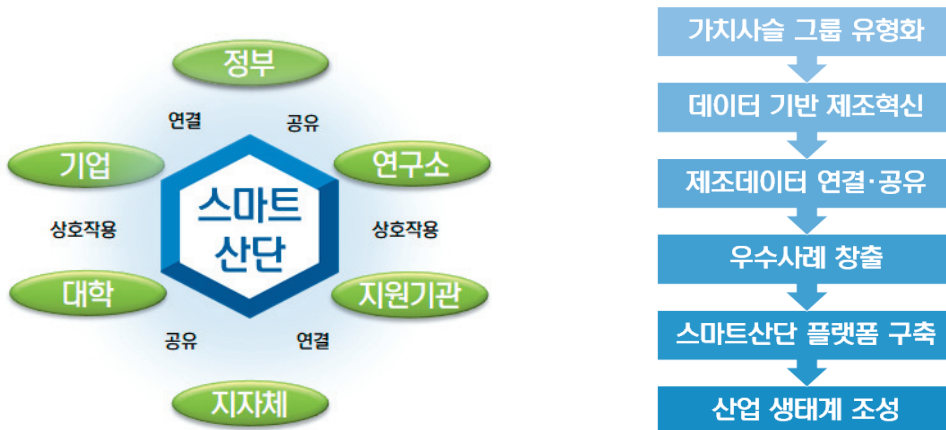 정부
연결
공유
기업
연구소
스마트
산단
상호작용
상호작용
대학
지원기관
공유
연결
지자체
가치사슬 그룹 유형화
데이터 기반 제조혁신
제조데이터 연결·공유
우수사례 창출
스마트산단 플랫폼 구축
산업 생태계 조성